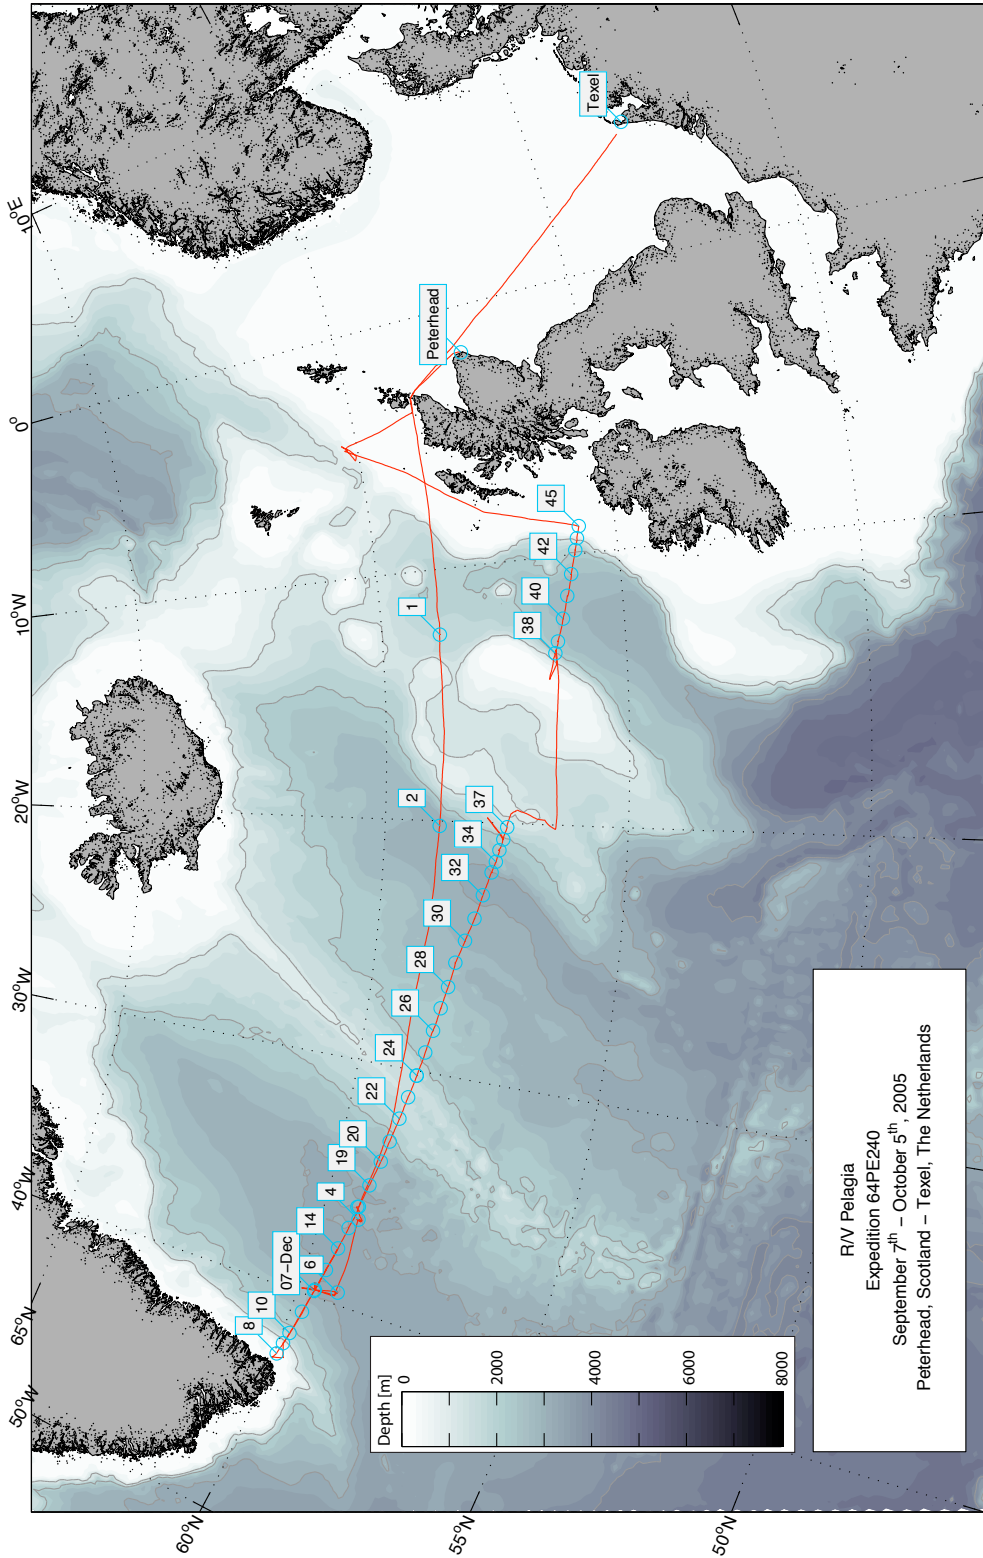 50°W
65°N
40°W
30°W
20°W
10°W
0°
10°E
60°N
55°N
50°N
8
10
07-Dec
6
14
4
19
20
22
24
26
28
30
32
34
37
2
1
38
40
42
45
Peterhead
Texel
Depth [m]
0
2000
4000
6000
8000
R/V Pelagia
Expedition 64PE240
September 7th – October 5th, 2005
Peterhead, Scotland – Texel, The Netherlands